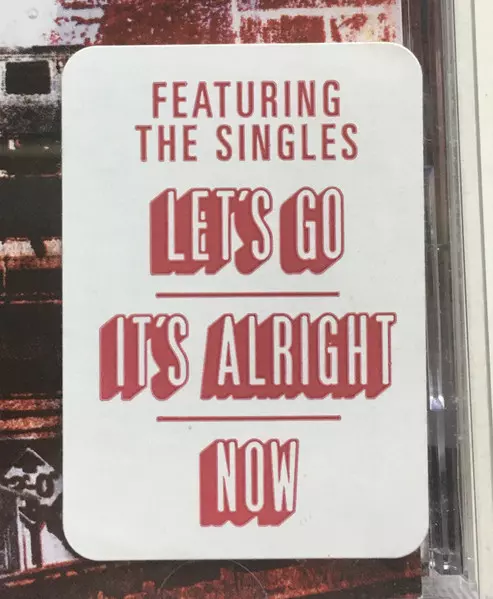 FEATURING
THE SINGLES
LET'S GO
IT'S ALRIGHT
NOW